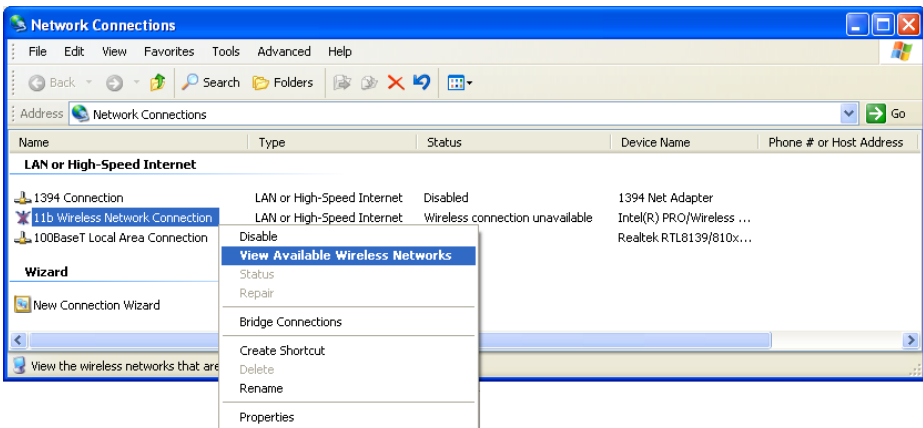 Network Connections
File Edit View Favorites Tools Advanced Help
Back Search Folders
Address Network Connections Go
Name Type Status Device Name Phone # or Host Address
LAN or High-Speed Internet
1394 Connection LAN or High-Speed Internet Disabled 1394 Net Adapter
11b Wireless Network Connection LAN or High-Speed Internet Wireless connection unavailable Intel(R) PRO/Wireless ...
100BaseT Local Area Connection Realtek RTL8139/810x...
Disable
View Available Wireless Networks
Wizard
Status
Repair
New Connection Wizard
Bridge Connections
Create Shortcut
View the wireless networks that are
Delete
Rename
Properties